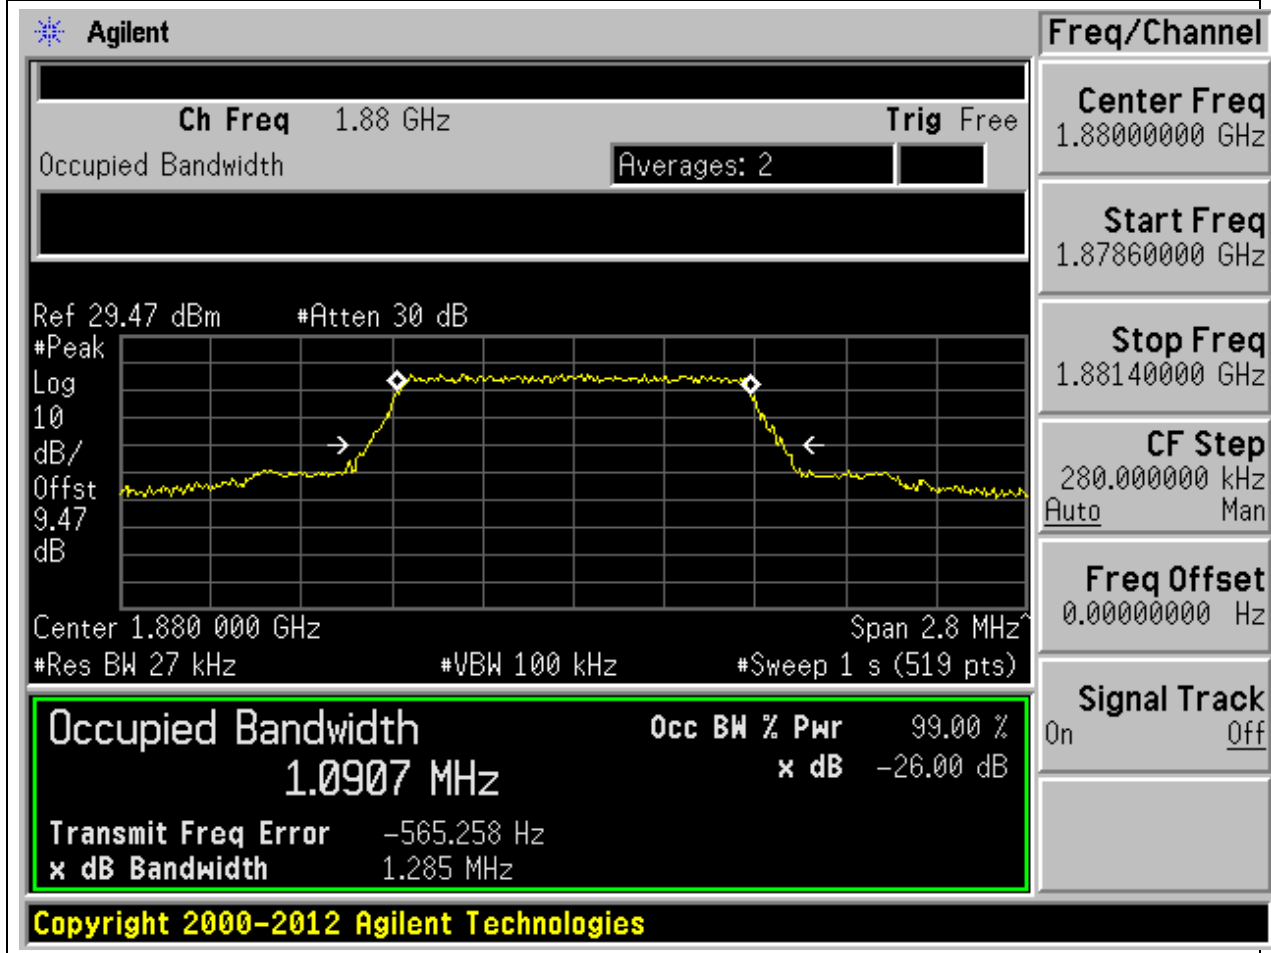 Agilent
Freq/Channel
Ch Freq 1.88 GHz Trig Free
Occupied Bandwidth Averages: 2
Center Freq
1.88000000 GHz
Start Freq
1.87860000 GHz
Stop Freq
1.88140000 GHz
CF Step
280.000000 kHz
Auto Man
Freq Offset
0.00000000 Hz
Signal Track
On Off
Ref 29.47 dBm #Atten 30 dB
#Peak
Log
10
dB/
Offst
9.47
dB
Center 1.880 000 GHz Span 2.8 MHz^
#Res BW 27 kHz #VBW 100 kHz #Sweep 1 s (519 pts)
Occupied Bandwidth Occ BW % Pwr 99.00 %
1.0907 MHz x dB -26.00 dB
Transmit Freq Error -565.258 Hz
x dB Bandwidth 1.285 MHz
Copyright 2000-2012 Agilent Technologies